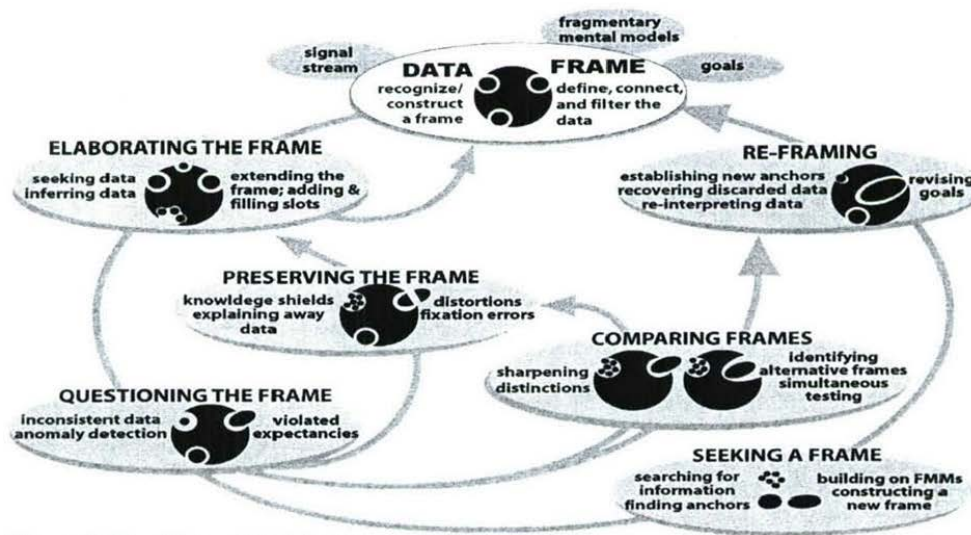 signal
stream
fragmentary
mental models
goals
DATA
recognize/
construct
a frame
FRAME
define, connect,
and filter the
data
ELABORATING THE FRAME
seeking data
inferring data
extending the
frame; adding &
filling slots
RE-FRAMING
establishing new anchors
recovering discarded data
re-interpreting data
revising
goals
PRESERVING THE FRAME
knowldege shields
explaining away
data
distortions
fixation errors
COMPARING FRAMES
sharpening
distinctions
identifying
alternative frames
simultaneous
testing
QUESTIONING THE FRAME
inconsistent data
anomaly detection
violated
expectancies
SEEKING A FRAME
searching for
information
finding anchors
building on FMMs
constructing a
new frame